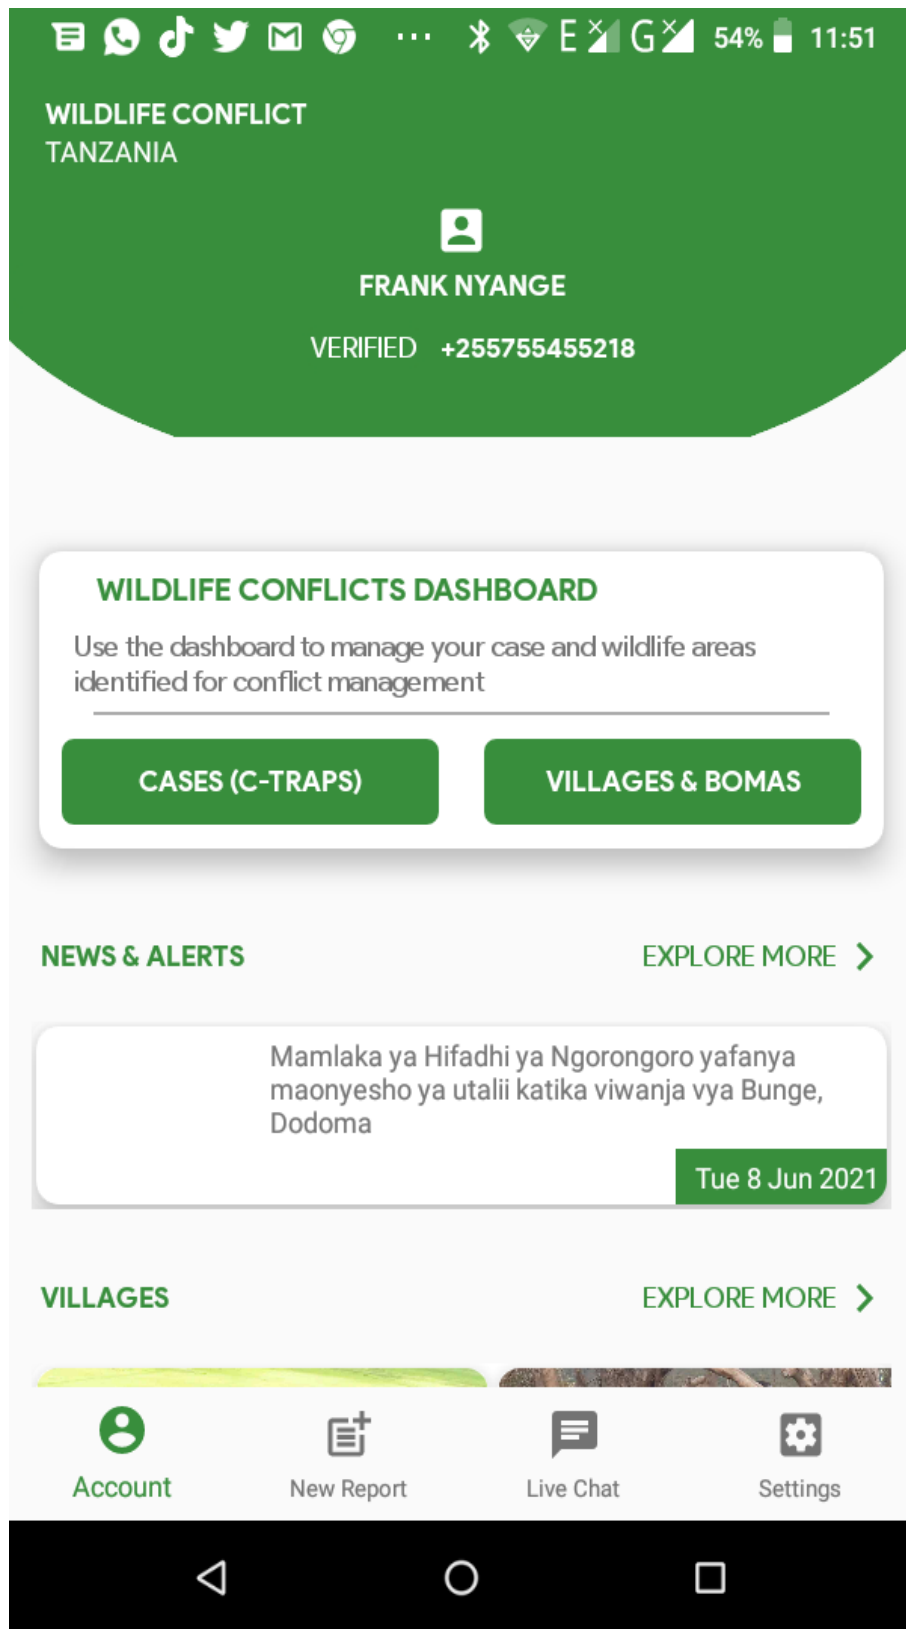 E G 54% 11:51
WILDLIFE CONFLICT
TANZANIA
FRANK NYANGE
VERIFIED +255755455218
WILDLIFE CONFLICTS DASHBOARD
Use the dashboard to manage your case and wildlife areas
identified for conflict management
CASES (C-TRAPS) VILLAGES & BOMAS
NEWS & ALERTS EXPLORE MORE
Mamlaka ya Hifadhi ya Ngorongoro yafanya
maonyesho ya utalii katika viwanja vya Bunge,
Dodoma
Tue 8 Jun 2021
VILLAGES EXPLORE MORE
Account New Report Live Chat Settings